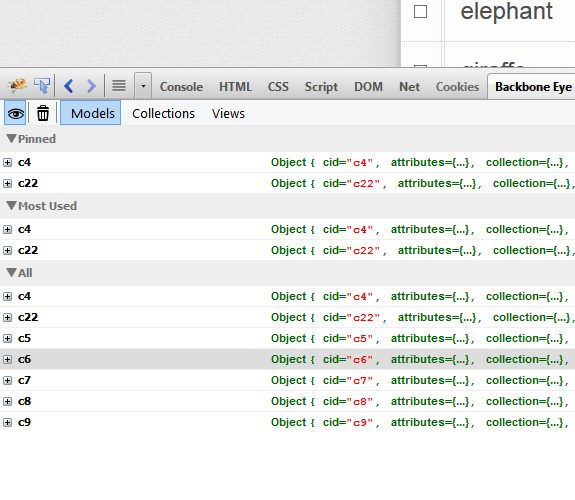 elephant
giraffe
Console HTML CSS Script DOM Net Cookies Backbone Eye
Models Collections Views
Pinned
c4 Object { cid="c4", attributes={...}, collection={...},
c22 Object { cid="c22", attributes={...}, collection={...},
Most Used
c4 Object { cid="c4", attributes={...}, collection={...},
c22 Object { cid="c22", attributes={...}, collection={...},
All
c4 Object { cid="c4", attributes={...}, collection={...},
c22 Object { cid="c22", attributes={...}, collection={...},
c5 Object { cid="c5", attributes={...}, collection={...},
c6 Object { cid="c6", attributes={...}, collection={...},
c7 Object { cid="c7", attributes={...}, collection={...},
c8 Object { cid="c8", attributes={...}, collection={...},
c9 Object { cid="c9", attributes={...}, collection={...},